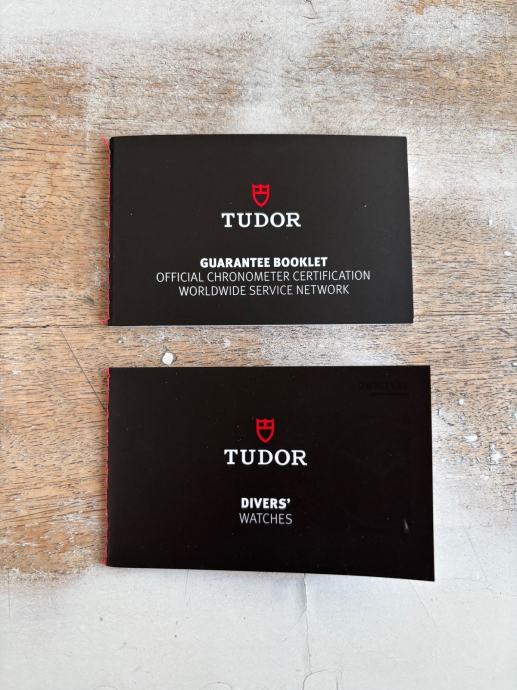 TUDOR
GUARANTEE BOOKLET
OFFICIAL CHRONOMETER CERTIFICATION
WORLDWIDE SERVICE NETWORK
TUDOR
DIVERS'
WATCHES